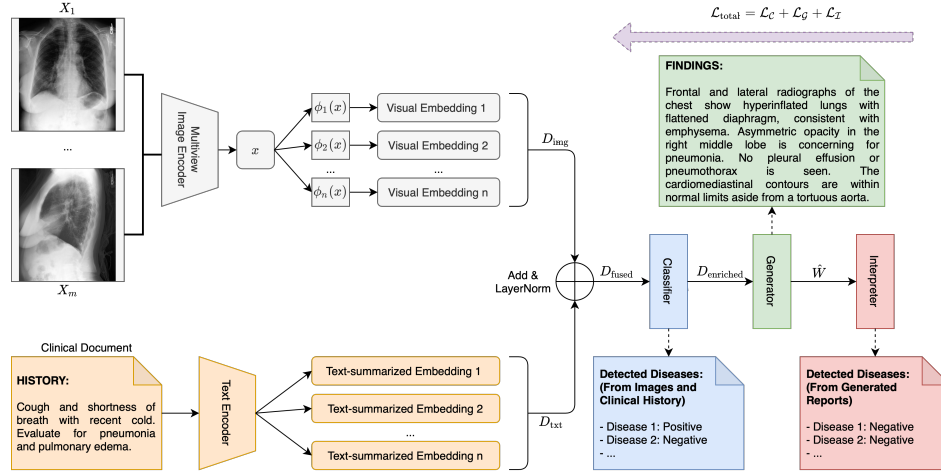 X₁
...
Xₘ
Multiview
Image Encoder
x
ϕ₁(x)
Visual Embedding 1
ϕ₂(x)
Visual Embedding 2
...
ϕₙ(x)
Visual Embedding n
D_img
Clinical Document
HISTORY:
Cough and shortness of
breath with recent cold.
Evaluate for pneumonia
and pulmonary edema.
Text Encoder
Text-summarized Embedding 1
Text-summarized Embedding 2
...
Text-summarized Embedding n
D_txt
Add &
LayerNorm
D_fused
Classifier
D_enriched
Generator
Ŵ
Interpreter
ℒ_total = ℒ_𝒞 + ℒ_𝒢 + ℒ_ℐ
FINDINGS:
Frontal and lateral radiographs of the
chest show hyperinflated lungs with
flattened diaphragm, consistent with
emphysema. Asymmetric opacity in the
right middle lobe is concerning for
pneumonia. No pleural effusion or
pneumothorax is seen. The
cardiomediastinal contours are within
normal limits aside from a tortuous aorta.
Detected Diseases:
(From Images and
Clinical History)
- Disease 1: Positive
- Disease 2: Negative
- ...
Detected Diseases:
(From Generated
Reports)
- Disease 1: Negative
- Disease 2: Negative
- ...